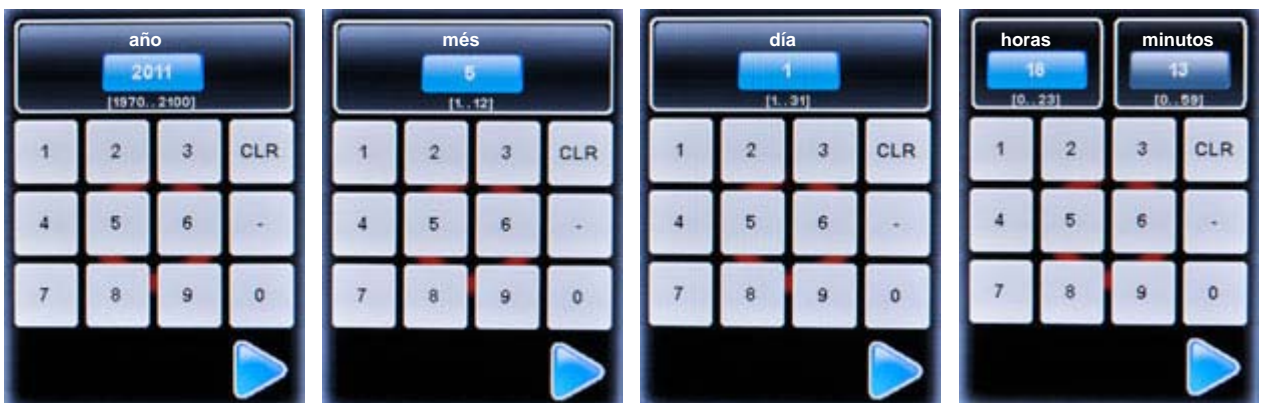 año
2011
[1970..2100]
1 2 3 CLR
4 5 6 -
7 8 9 0
més
5
[1..12]
1 2 3 CLR
4 5 6 -
7 8 9 0
día
1
[1..31]
1 2 3 CLR
4 5 6 -
7 8 9 0
horas minutos
16 13
[0..23] [0..59]
1 2 3 CLR
4 5 6 -
7 8 9 0